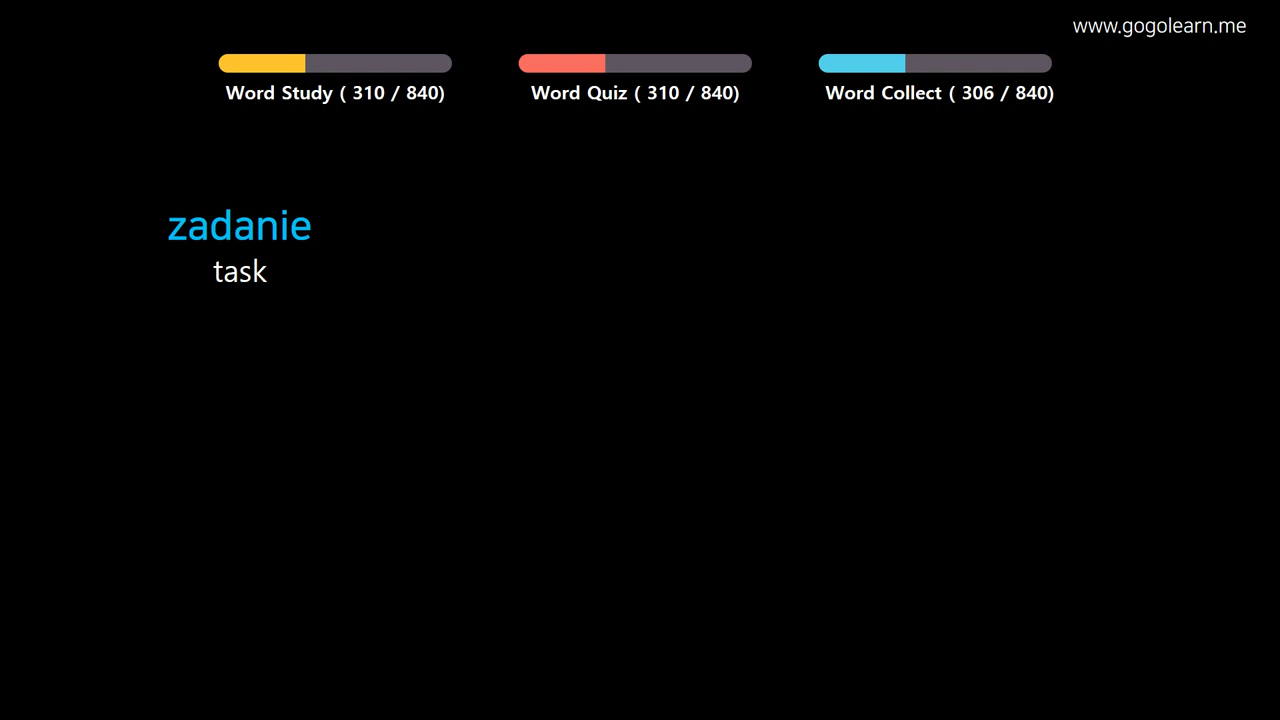 www.gogolearn.me
Word Study ( 310 / 840)
Word Quiz ( 310 / 840)
Word Collect ( 306 / 840)
zadanie
task